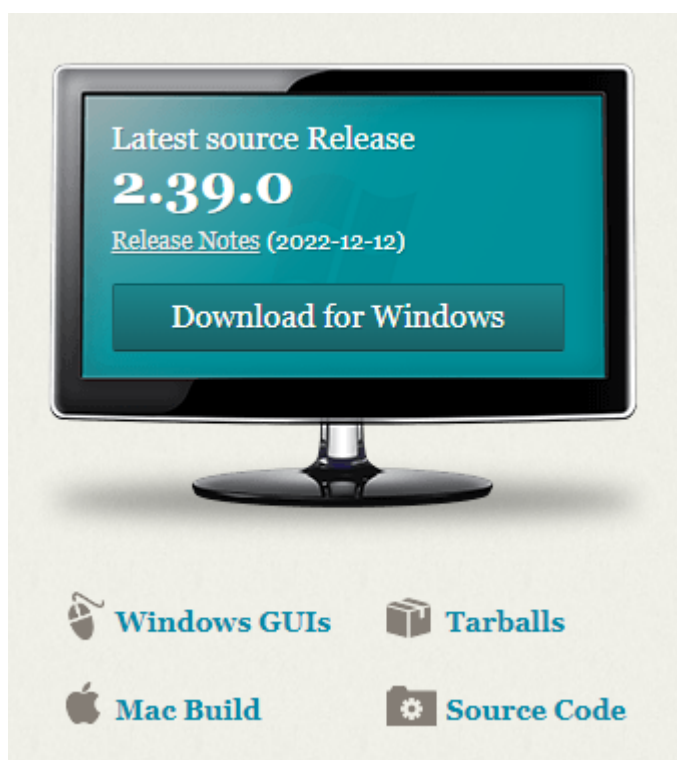 Latest source Release
2.39.0
Release Notes (2022-12-12)
Download for Windows
Windows GUIs
Tarballs
Mac Build
Source Code